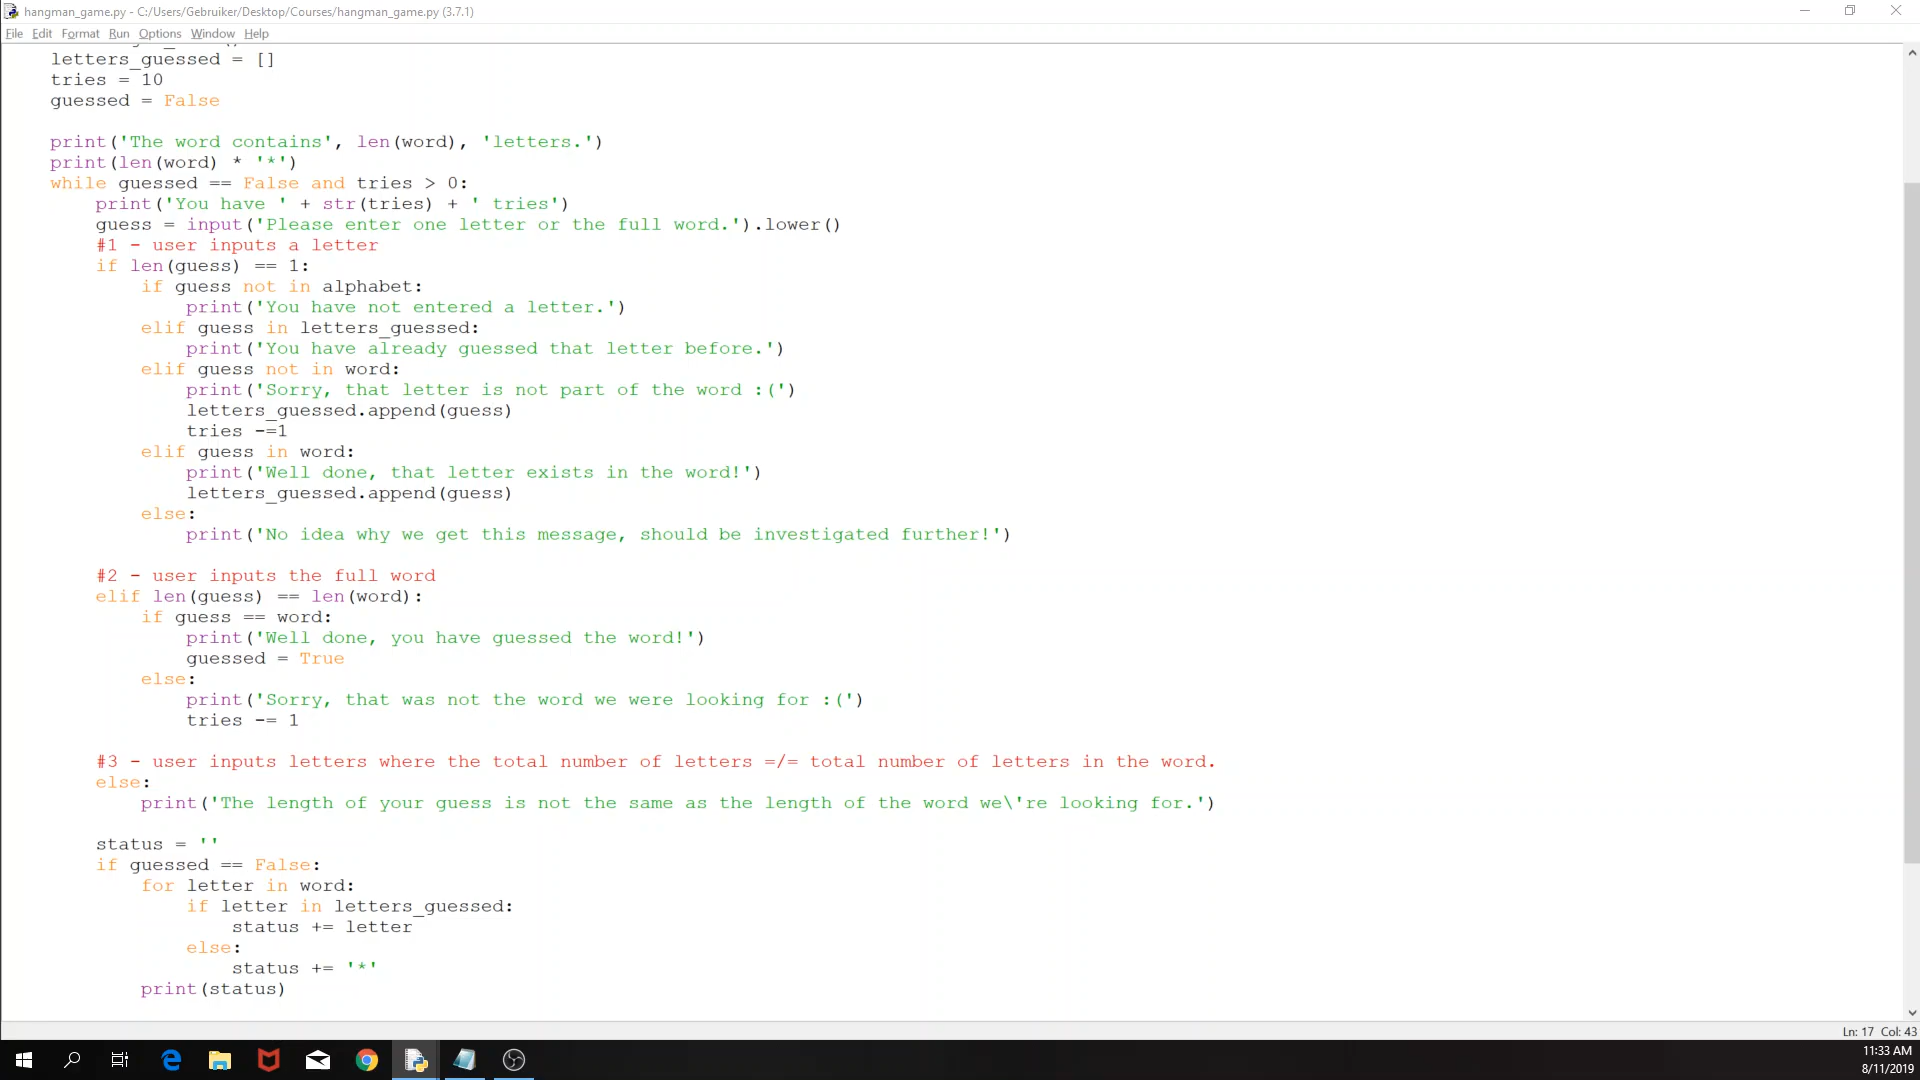 hangman_game.py - C:/Users/Gebruiker/Desktop/Courses/hangman_game.py (3.7.1)
File Edit Format Run Options Window Help
letters_guessed = []
tries = 10
guessed = False
print('The word contains', len(word), 'letters.')
print(len(word) * '*')
while guessed == False and tries > 0:
print('You have ' + str(tries) + ' tries')
guess = input('Please enter one letter or the full word.').lower()
#1 - user inputs a letter
if len(guess) == 1:
if guess not in alphabet:
print('You have not entered a letter.')
elif guess in letters_guessed:
print('You have already guessed that letter before.')
elif guess not in word:
print('Sorry, that letter is not part of the word :(')
letters_guessed.append(guess)
tries -=1
elif guess in word:
print('Well done, that letter exists in the word!')
letters_guessed.append(guess)
else:
print('No idea why we get this message, should be investigated further!')
#2 - user inputs the full word
elif len(guess) == len(word):
if guess == word:
print('Well done, you have guessed the word!')
guessed = True
else:
print('Sorry, that was not the word we were looking for :(')
tries -= 1
#3 - user inputs letters where the total number of letters =/= total number of letters in the word.
else:
print('The length of your guess is not the same as the length of the word we\'re looking for.')
status = ''
if guessed == False:
for letter in word:
if letter in letters_guessed:
status += letter
else:
status += '*'
print(status)
Ln: 17 Col: 43
11:33 AM
8/11/2019